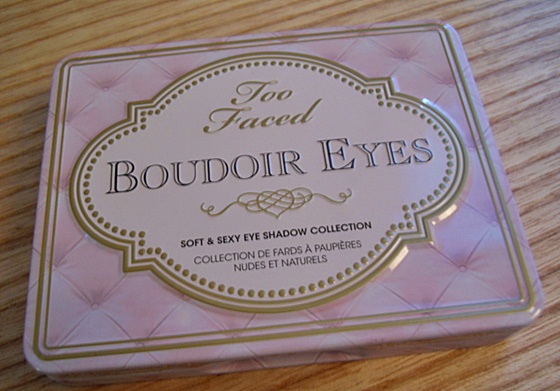 Too
Faced
BOUDOIR EYES
SOFT & SEXY EYE SHADOW COLLECTION
COLLECTION DE FARDS À PAUPIÈRES
NUDES ET NATURELS